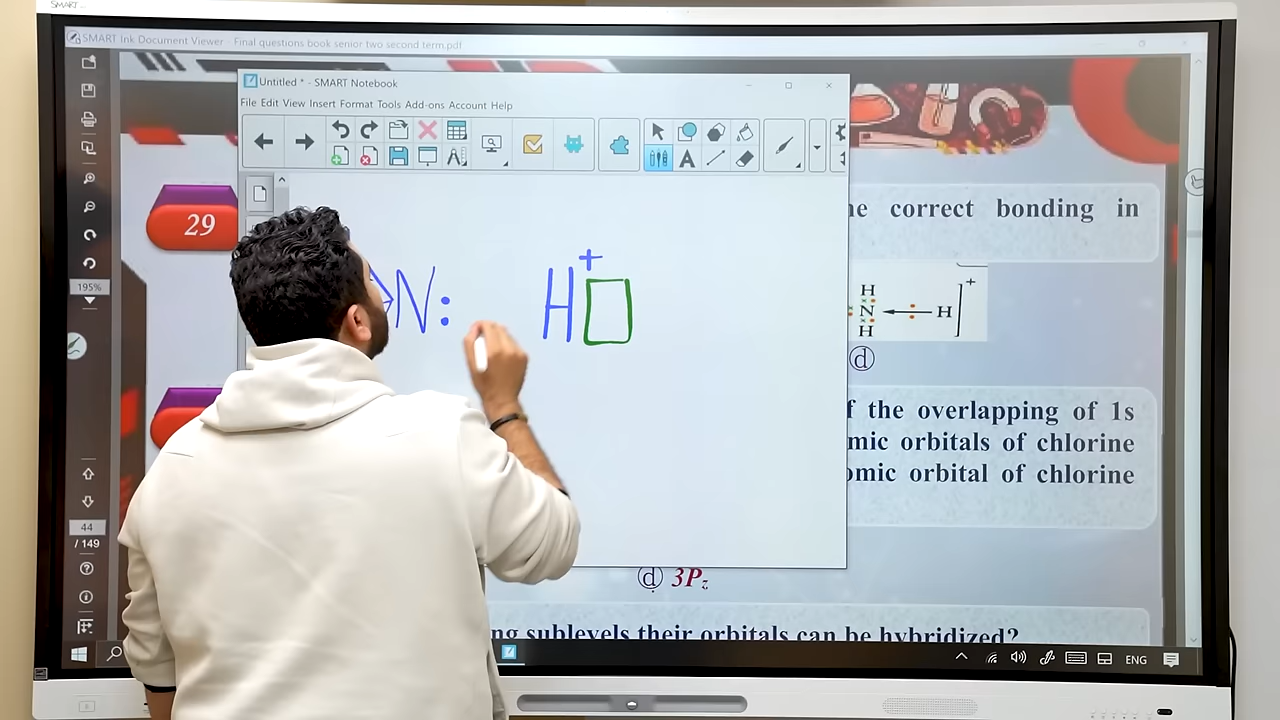 SMART
SMART Ink Document Viewer - Final questions book senior two second term.pdf
Untitled * - SMART Notebook
File Edit View Insert Format Tools Add-ons Account Help
A
29
correct bonding in
195%
N:
H+
H
N
H
H
+
d
f the overlapping of 1s
mic orbitals of chlorine
omic orbital of chlorine
44
/ 149
d 3Pz
ng sublevels their orbitals can be hybridized?
ENG